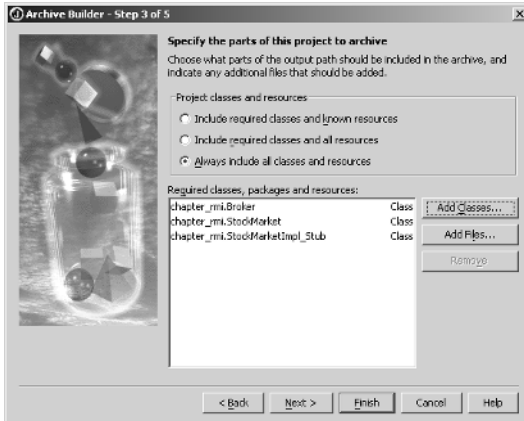 Archive Builder - Step 3 of 5
Specify the parts of this project to archive
Choose what parts of the output path should be included in the archive, and
indicate any additional files that should be added.
Project classes and resources
Include required classes and known resources
Include required classes and all resources
Always include all classes and resources
Required classes, packages and resources:
chapter_rmi.Broker Class
chapter_rmi.StockMarket Class
chapter_rmi.StockMarketImpl_Stub Class
Add Classes...
Add Files...
Remove
< Back
Next >
Finish
Cancel
Help